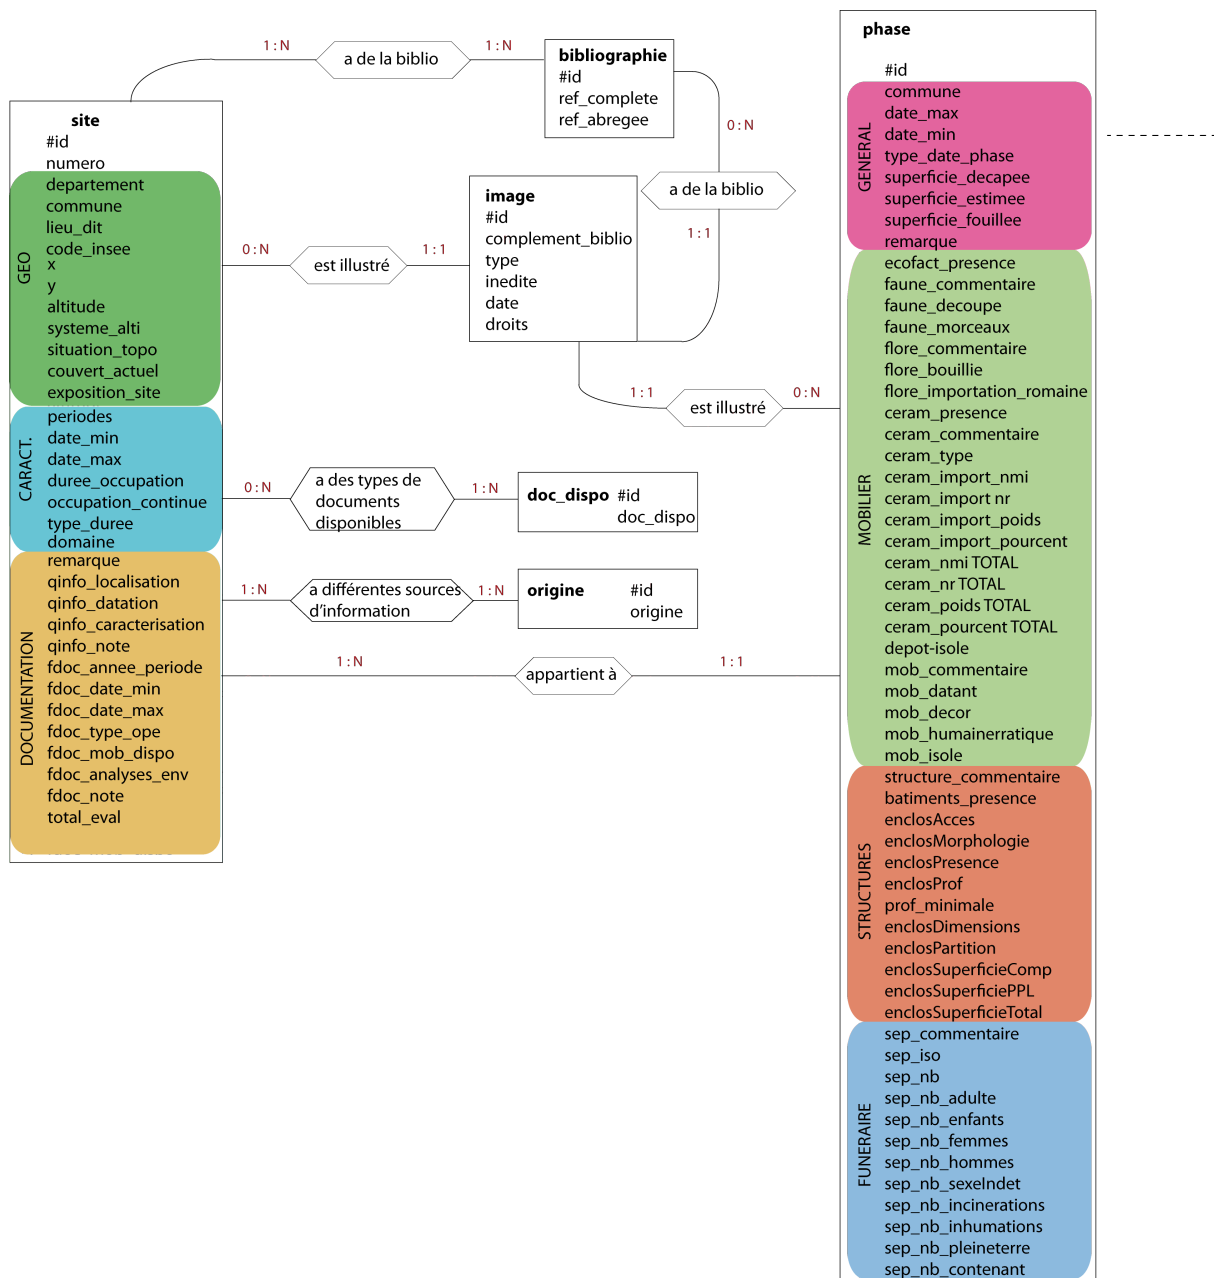 1 : N
a de la biblio
1 : N
bibliographie
#id
ref_complete
ref_abregee
0 : N
a de la biblio
1 : 1
site
#id
numero
GEO
departement
commune
lieu_dit
code_insee
x
y
altitude
systeme_alti
situation_topo
couvert_actuel
exposition_site
CARACT.
periodes
date_min
date_max
duree_occupation
occupation_continue
type_duree
domaine
DOCUMENTATION
remarque
qinfo_localisation
qinfo_datation
qinfo_caracterisation
qinfo_note
fdoc_annee_periode
fdoc_date_min
fdoc_date_max
fdoc_type_ope
fdoc_mob_dispo
fdoc_analyses_env
fdoc_note
total_eval
0 : N
est illustré
1 : 1
image
#id
complement_biblio
type
inedite
date
droits
1 : 1
est illustré
0 : N
0 : N
a des types de
documents
disponibles
1 : N
doc_dispo #id
doc_dispo
1 : N
a différentes sources
d'information
1 : N
origine #id
origine
1 : N
appartient à
1 : 1
phase
#id
GENERAL
commune
date_max
date_min
type_date_phase
superficie_decapee
superficie_estimee
superficie_fouillee
remarque
MOBILIER
ecofact_presence
faune_commentaire
faune_decoupe
faune_morceaux
flore_commentaire
flore_bouillie
flore_importation_romaine
ceram_presence
ceram_commentaire
ceram_type
ceram_import_nmi
ceram_import nr
ceram_import_poids
ceram_import_pourcent
ceram_nmi TOTAL
ceram_nr TOTAL
ceram_poids TOTAL
ceram_pourcent TOTAL
depot-isole
mob_commentaire
mob_datant
mob_decor
mob_humainerratique
mob_isole
STRUCTURES
structure_commentaire
batiments_presence
enclosAcces
enclosMorphologie
enclosPresence
enclosProf
prof_minimale
enclosDimensions
enclosPartition
enclosSuperficieComp
enclosSuperficiePPL
enclosSuperficieTotal
FUNERAIRE
sep_commentaire
sep_iso
sep_nb
sep_nb_adulte
sep_nb_enfants
sep_nb_femmes
sep_nb_hommes
sep_nb_sexeIndet
sep_nb_incinerations
sep_nb_inhumations
sep_nb_pleineterre
sep_nb_contenant